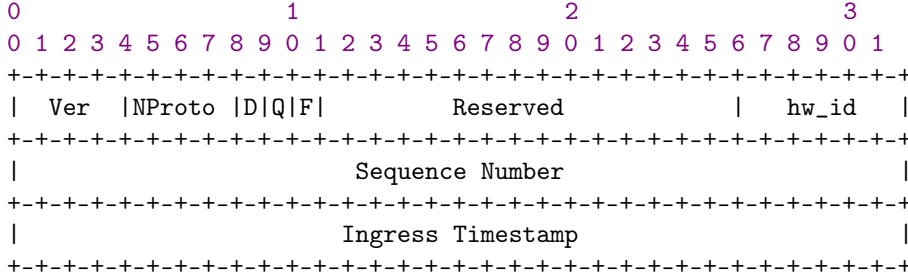 0                   1                   2                   3
0 1 2 3 4 5 6 7 8 9 0 1 2 3 4 5 6 7 8 9 0 1 2 3 4 5 6 7 8 9 0 1
+-+-+-+-+-+-+-+-+-+-+-+-+-+-+-+-+-+-+-+-+-+-+-+-+-+-+-+-+-+-+-+-+
|  Ver  |NProto |D|Q|F|         Reserved            |   hw_id   |
+-+-+-+-+-+-+-+-+-+-+-+-+-+-+-+-+-+-+-+-+-+-+-+-+-+-+-+-+-+-+-+-+
|                        Sequence Number                        |
+-+-+-+-+-+-+-+-+-+-+-+-+-+-+-+-+-+-+-+-+-+-+-+-+-+-+-+-+-+-+-+-+
|                       Ingress Timestamp                       |
+-+-+-+-+-+-+-+-+-+-+-+-+-+-+-+-+-+-+-+-+-+-+-+-+-+-+-+-+-+-+-+-+